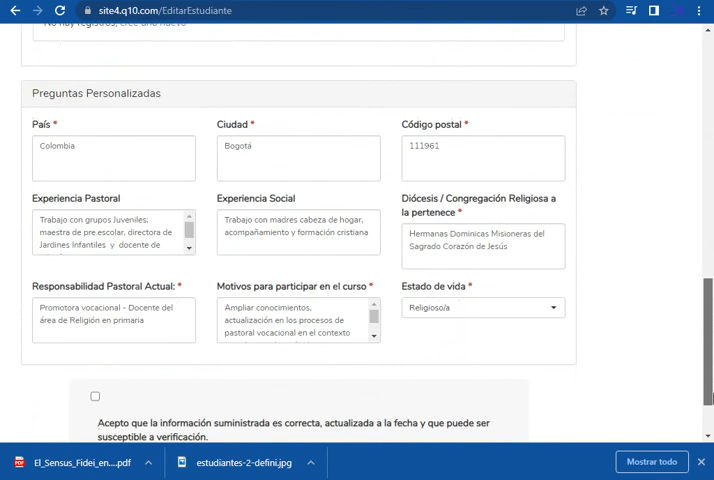 site4.q10.com/EditarEstudiante
No hay registros, cree uno nuevo
Preguntas Personalizadas
País *
Ciudad *
Código postal *
Colombia
Bogotá
111961
Experiencia Pastoral
Experiencia Social
Diócesis / Congregación Religiosa a
la pertenece *
Trabajo con grupos Juveniles;
maestra de pre.escolar, directora de
Jardines Infantiles y docente de
Trabajo con madres cabeza de hogar,
acompañamiento y formación cristiana
Hermanas Dominicas Misioneras del
Sagrado Corazón de Jesús
Responsabilidad Pastoral Actual: *
Motivos para participar en el curso *
Estado de vida *
Promotora vocacional - Docente del
área de Religión en primaria
Ampliar conocimientos,
actualización en los procesos de
pastoral vocacional en el contexto
Religioso/a
Acepto que la información suministrada es correcta, actualizada a la fecha y que puede ser
susceptible a verificación.
El_Sensus_Fidei_en....pdf
estudiantes-2-defini.jpg
Mostrar todo